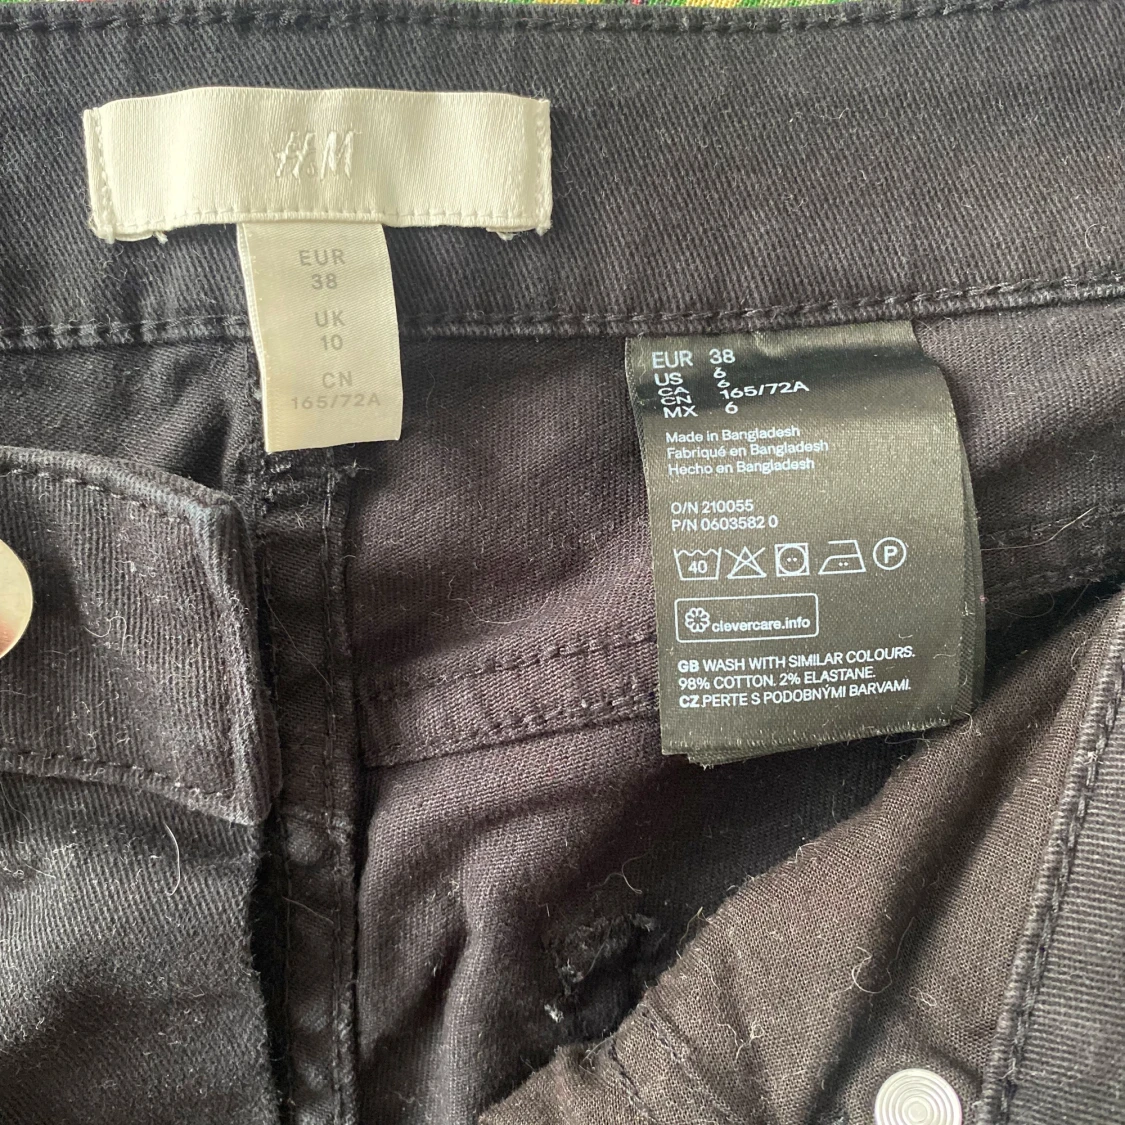 H&M
EUR
38
UK
10
CN
165/72A
EUR 38
US 6
CA 6
CN 165/72A
MX 6
Made in Bangladesh
Fabriqué en Bangladesh
Hecho en Bangladesh
O/N 210055
P/N 0603582 0
40
P
clevercare.info
GB WASH WITH SIMILAR COLOURS.
98% COTTON. 2% ELASTANE.
CZ PERTE S PODOBNÝMI BARVAMI.